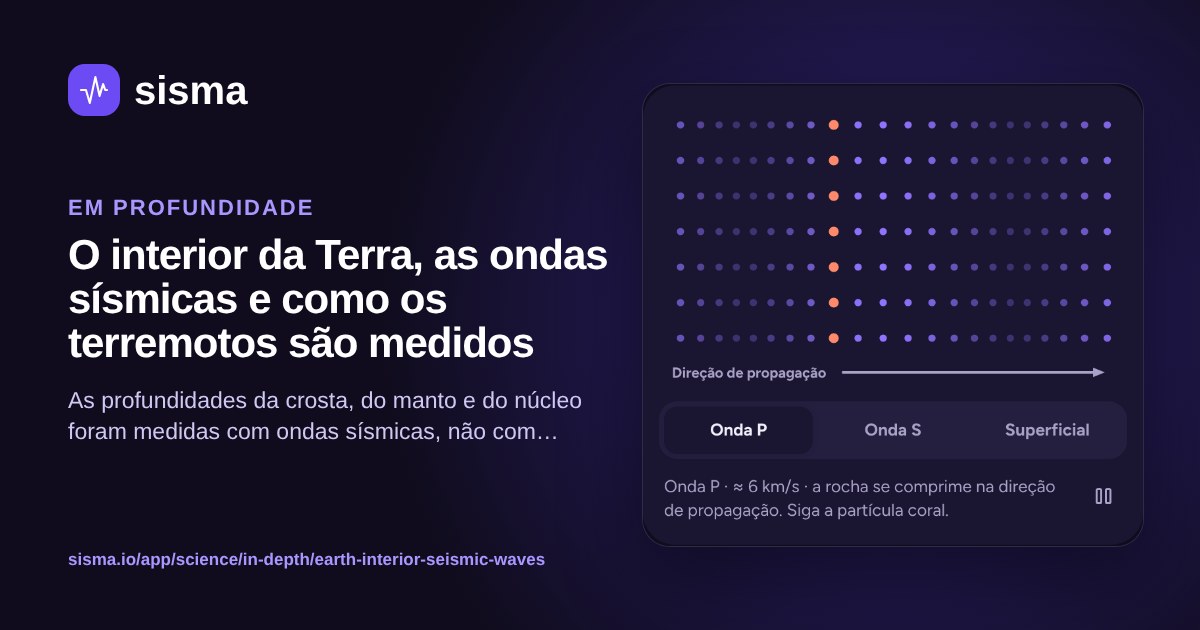 sisma
EM PROFUNDIDADE
O interior da Terra, as ondas
sísmicas e como os
terremotos são medidos
As profundidades da crosta, do manto e do núcleo
foram medidas com ondas sísmicas, não com…
sisma.io/app/science/in-depth/earth-interior-seismic-waves
Direção de propagação
Onda P
Onda S
Superficial
Onda P · ≈ 6 km/s · a rocha se comprime na direção
de propagação. Siga a partícula coral.